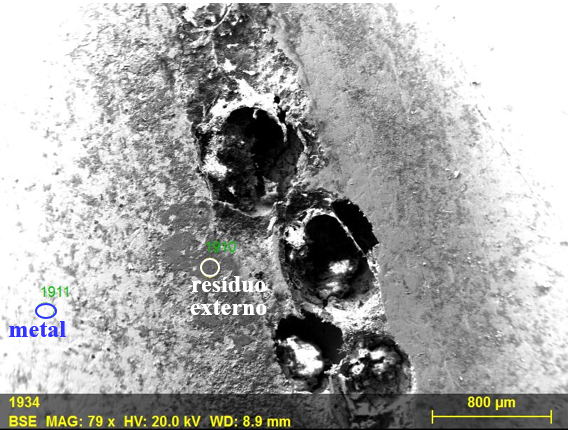 1910
1911
residuo
externo
metal
1934
800 µm
BSE MAG: 79 x HV: 20.0 kV WD: 8.9 mm